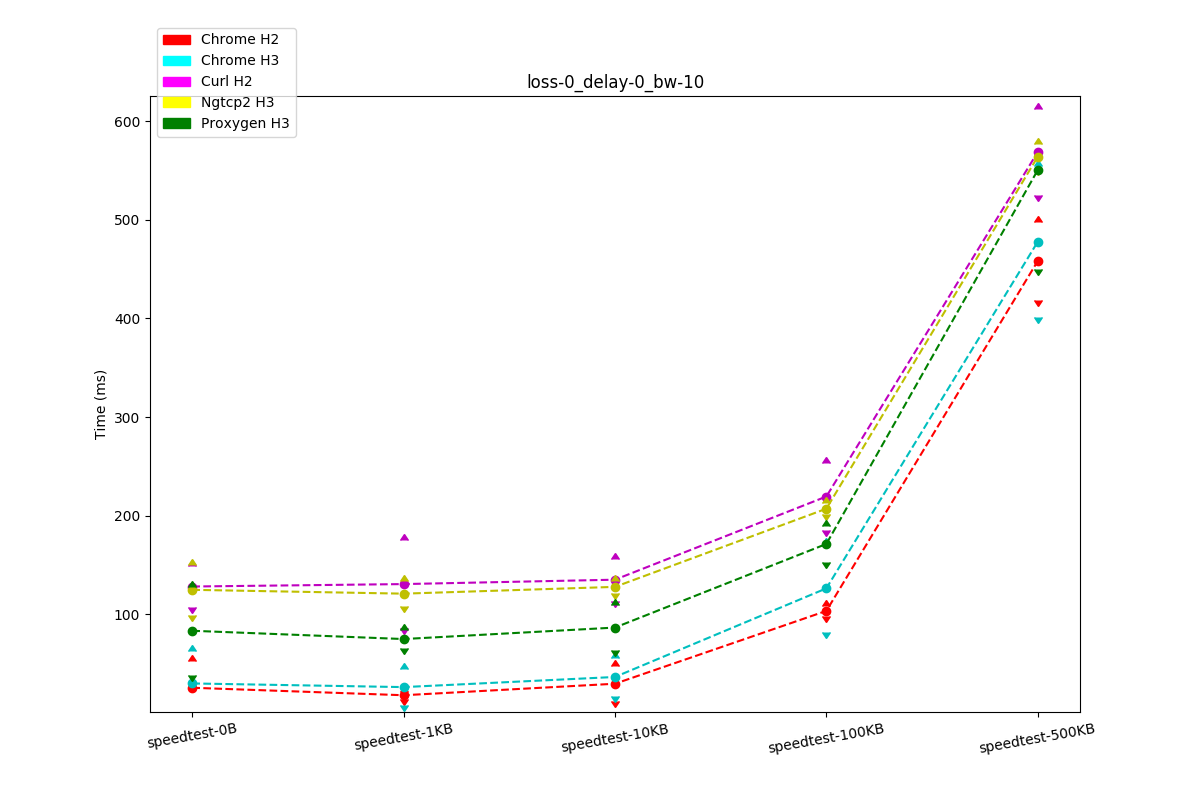 Chrome H2
Chrome H3
Curl H2
Ngtcp2 H3
Proxygen H3
loss-0_delay-0_bw-10
600
500
400
300
200
100
Time (ms)
speedtest-0B
speedtest-1KB
speedtest-10KB
speedtest-100KB
speedtest-500KB